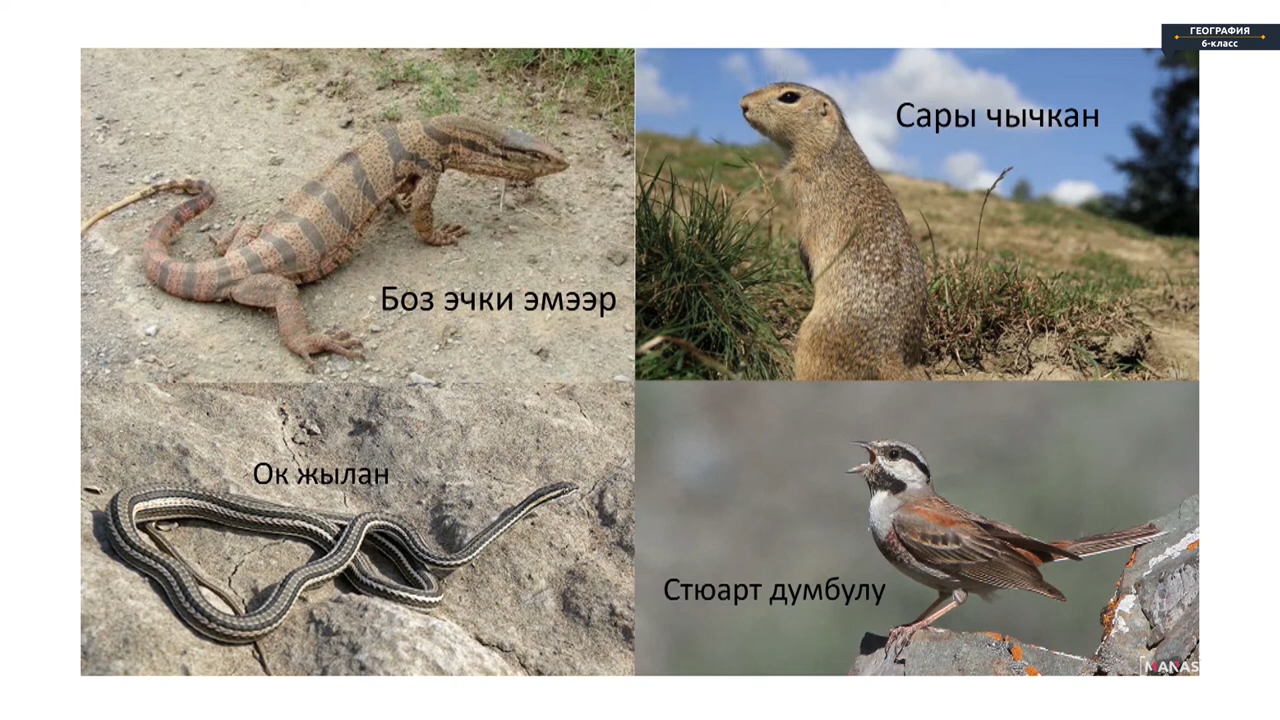 ГЕОГРАФИЯ
6-класс
Сары чычкан
Боз эчки эмээр
Ок жылан
Стюарт думбулу
MANAS